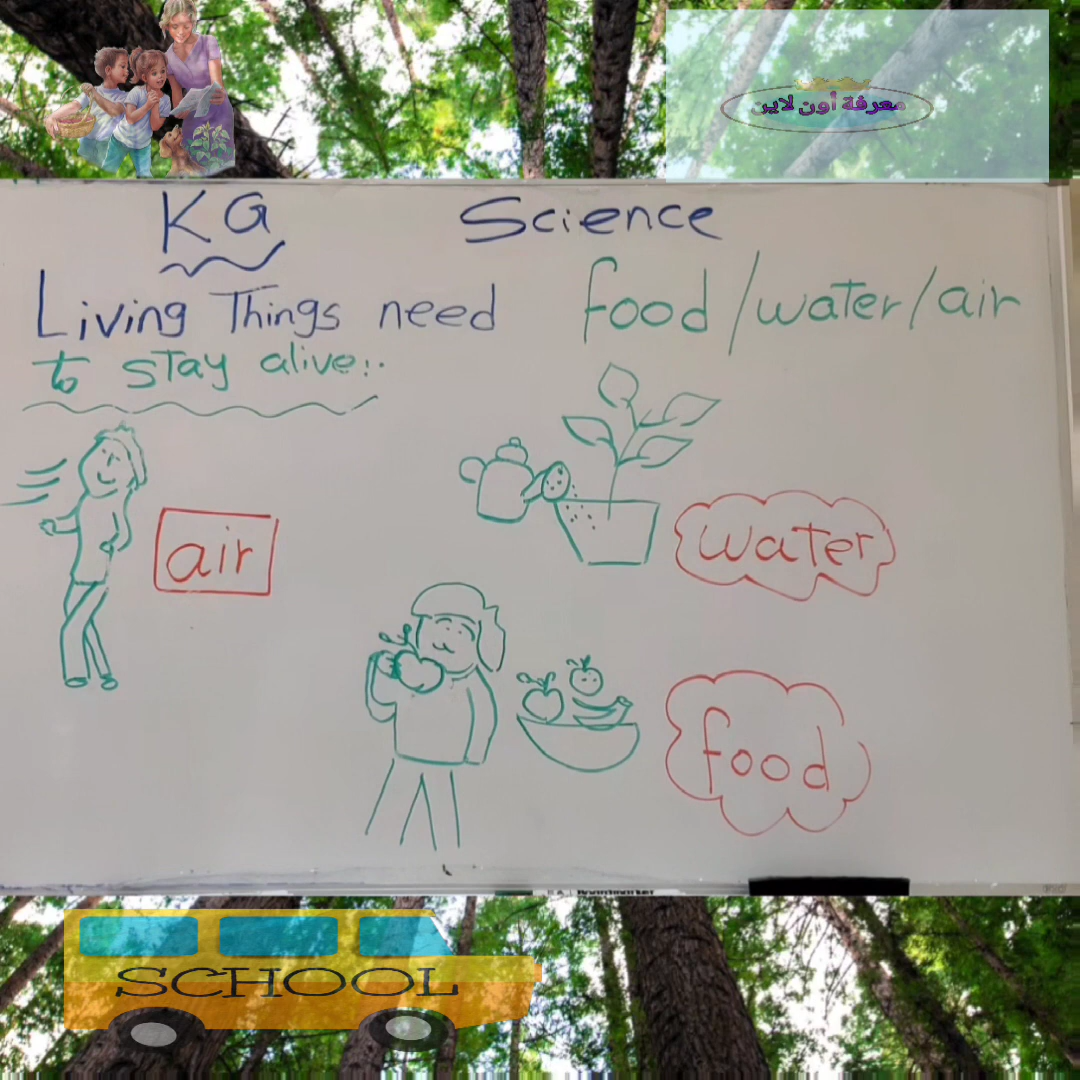 معرفة أون لاين
KG Science
Living Things need food/water/air
to stay alive:.
air
water
food
SCHOOL